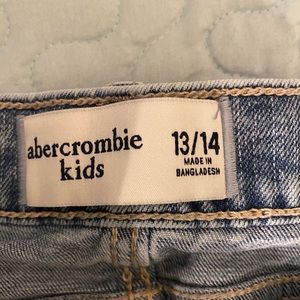 abercrombie
kids
13/14
MADE IN
BANGLADESH